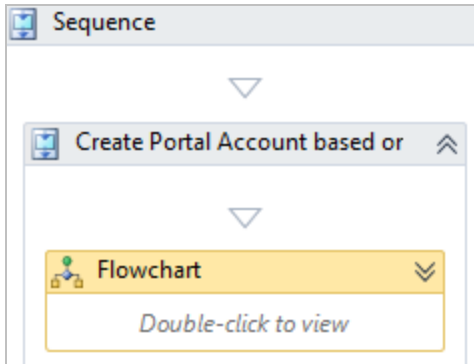 Sequence
Create Portal Account based or
Flowchart
Double-click to view